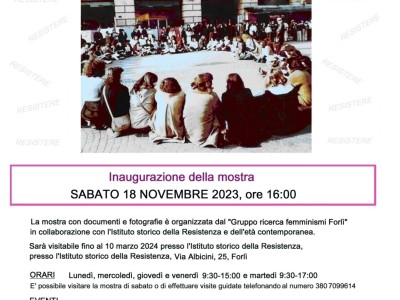 RESISTERE
RESISTERE
RESISTERE
RESISTERE
RESISTERE
RESISTERE
Inaugurazione della mostra
SABATO 18 NOVEMBRE 2023, ore 16:00
La mostra con documenti e fotografie è organizzata dal "Gruppo ricerca femminismi Forlì"
in collaborazione con l'Istituto storico della Resistenza e dell'età contemporanea.
Sarà visitabile fino al 10 marzo 2024 presso l'Istituto storico della Resistenza,
presso l'Istituto storico della Resistenza, Via Albicini, 25, Forlì
ORARI Lunedì, mercoledì, giovedì e venerdì 9:30-15:00 e martedì 9:30-17:00
E' possibile visitare la mostra di sabato o di effettuare visite guidate telefonando al numero 380 7099614
EVENTI